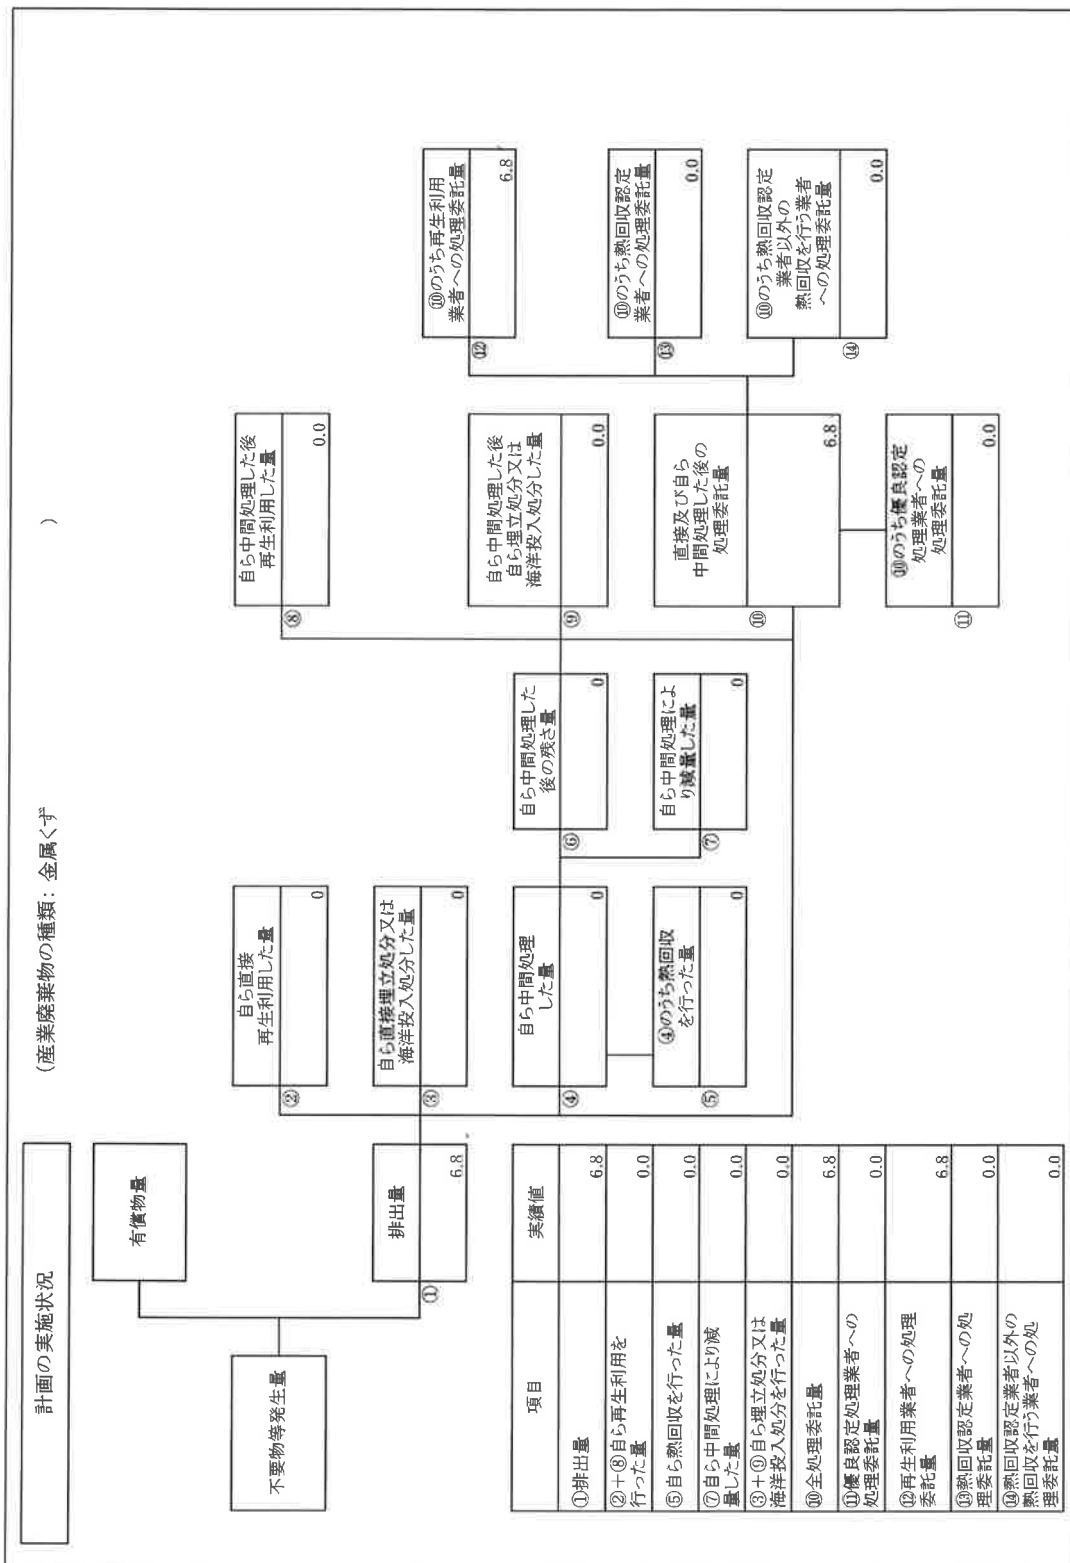 計画の実施状況
(産業廃棄物の種類: 金属くず
)
不要物等発生量
有償物量
①
排出量
6.8
②
自ら直接
再生利用した量
0
③
自ら直接埋立処分又は
海洋投入処分した量
0
④
自ら中間処理
した量
0
⑤
④のうち熱回収
を行った量
0
⑥
自ら中間処理した
後の残さ量
0
⑦
自ら中間処理によ
り減量した量
0
⑧
自ら中間処理した後
再生利用した量
0.0
⑨
自ら中間処理した後
自ら埋立処分又は
海洋投入処分した量
0.0
⑩
直接及び自ら
中間処理した後の
処理委託量
6.8
⑪
⑩のうち優良認定
処理業者への
処理委託量
0.0
⑫
⑩のうち再生利用
業者への処理委託量
6.8
⑬
⑩のうち熱回収認定
業者への処理委託量
0.0
⑭
⑩のうち熱回収認定
業者以外の
熱回収を行う業者
への処理委託量
0.0
項目 実績値
①排出量 6.8
②+⑧自ら再生利用を
行った量 0.0
⑤自ら熱回収を行った量 0.0
⑦自ら中間処理により減
量した量 0.0
③+⑨自ら埋立処分又は
海洋投入処分を行った量 0.0
⑩全処理委託量 6.8
⑪優良認定処理業者への
処理委託量 0.0
⑫再生利用業者への処理
委託量 6.8
⑬熱回収認定業者への処
理委託量 0.0
⑭熱回収認定業者以外の
熱回収を行う業者への処
理委託量 0.0